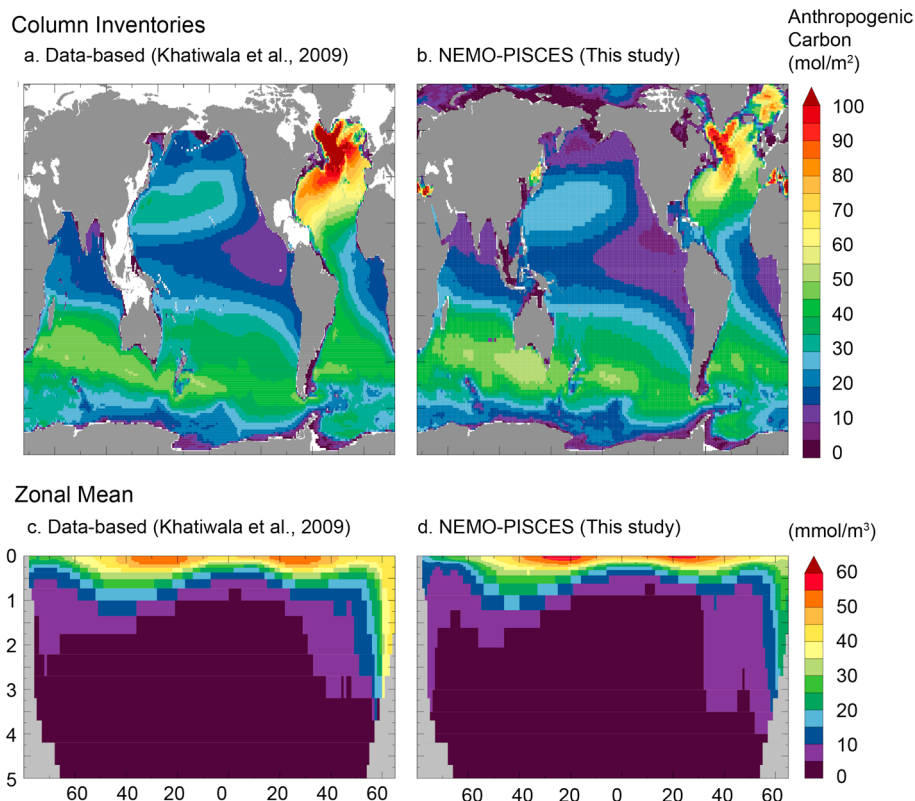 Column Inventories
a. Data-based (Khatiwala et al., 2009)
b. NEMO-PISCES (This study)
Anthropogenic
Carbon
(mol/m²)
100
90
80
70
60
50
40
30
20
10
0
Zonal Mean
c. Data-based (Khatiwala et al., 2009)
d. NEMO-PISCES (This study)
(mmol/m³)
0
1
2
3
4
5
60
50
40
30
20
10
0
60 40 20 0 20 40 60
60 40 20 0 20 40 60